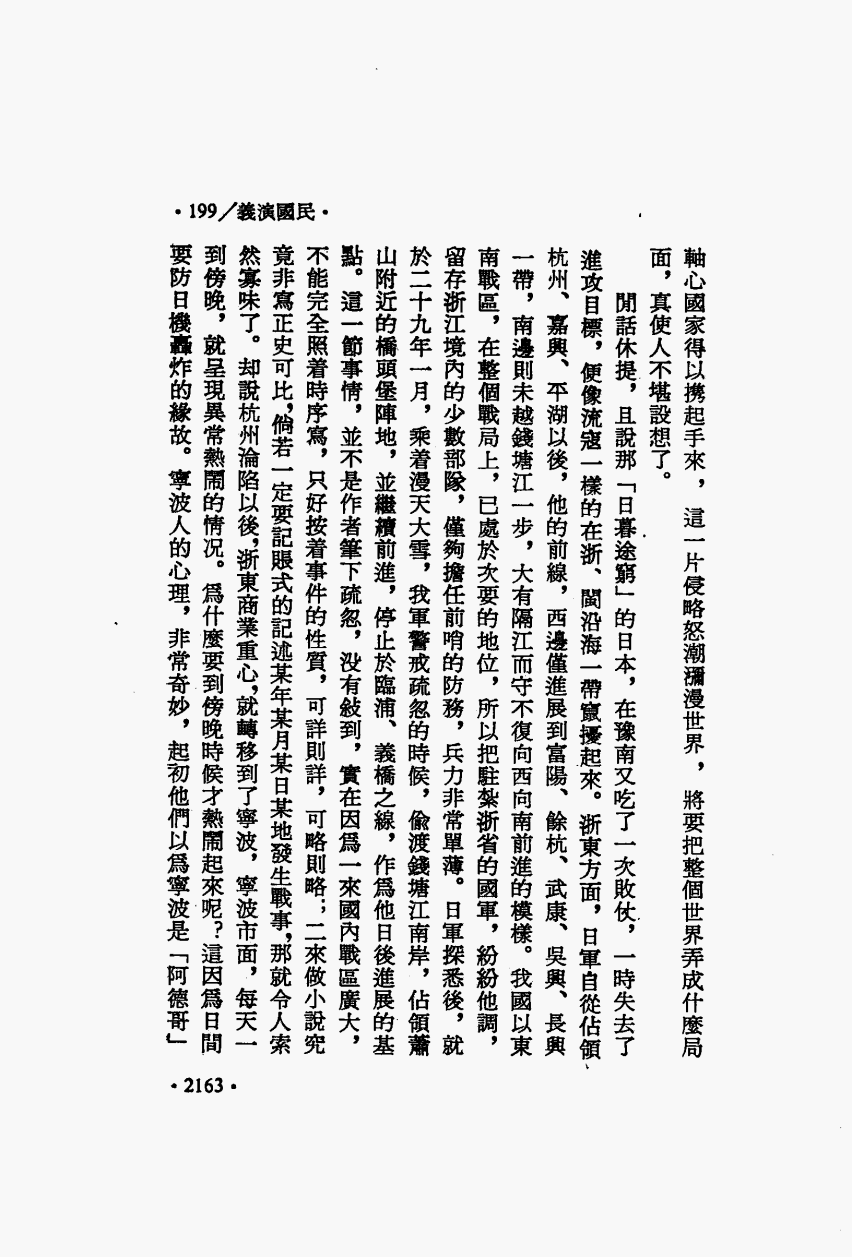 •199／義演國民•
軸心國家得以携起手來，這一片侵略怒潮瀰漫世界，將要把整個世界弄成什麼局
面，真使人不堪設想了。
閒話休提，且說那「日暮途窮」的日本，在豫南又吃了一次敗仗，一時失去了
進攻目標，便像流寇一樣的在浙、閩沿海一帶竄擾起來。浙東方面，日軍自從佔領
杭州、嘉興、平湖以後，他的前線，西邊僅進展到富陽、餘杭、武康、吳興、長興
一帶，南邊則未越錢塘江一步，大有隔江而守不復向西向南前進的模樣。我國以東
南戰區，在整個戰局上，已處於次要的地位，所以把駐紮浙省的國軍，紛紛他調，
留存浙江境內的少數部隊，僅夠擔任前哨的防務，兵力非常單薄。日軍探悉後，就
於二十九年一月，乘着漫天大雪，我軍警戒疏忽的時候，偷渡錢塘江南岸，佔領蕭
山附近的橋頭堡陣地，並繼續前進，停止於臨浦、義橋之線，作爲他日後進展的基
點。這一節事情，並不是作者筆下疏忽，没有敍到，實在因爲一來國內戰區廣大，
不能完全照着時序寫，只好按着事件的性質，可詳則詳，可略則略；二來做小說究
竟非寫正史可比，倘若一定要記賬式的記述某年某月某日某地發生戰事，那就令人索
然寡味了。却說杭州淪陷以後，浙東商業重心，就轉移到了寧波，寧波市面，每天一
到傍晚，就呈現異常熱鬧的情况。爲什麼要到傍晚時候才熱鬧起來呢？這因爲日間
要防日機轟炸的緣故。寧波人的心理，非常奇妙，起初他們以爲寧波是「阿德哥」
•2163•